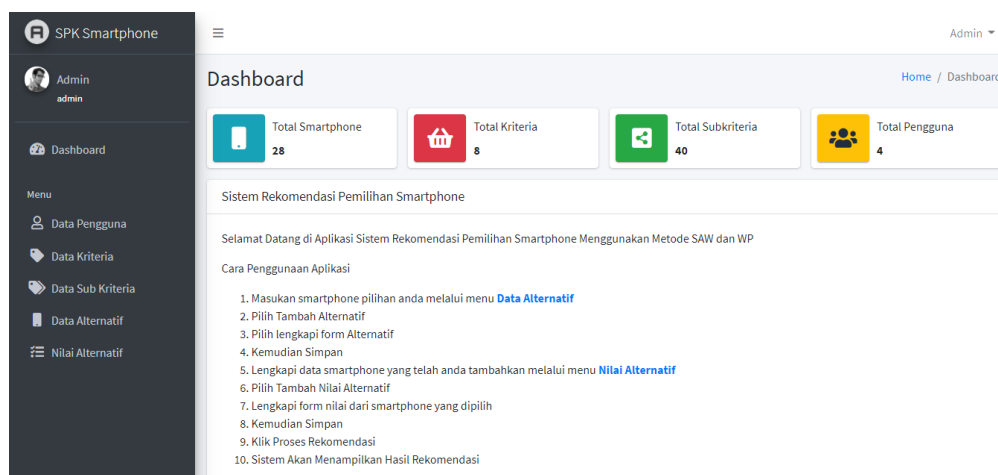 SPK Smartphone
Admin
Admin
admin
Dashboard
Home / Dashboard
Total Smartphone
28
Total Kriteria
8
Total Subkriteria
40
Total Pengguna
4
Dashboard
Menu
Data Pengguna
Data Kriteria
Data Sub Kriteria
Data Alternatif
Nilai Alternatif
Sistem Rekomendasi Pemilihan Smartphone
Selamat Datang di Aplikasi Sistem Rekomendasi Pemilihan Smartphone Menggunakan Metode SAW dan WP
Cara Penggunaan Aplikasi
1. Masukan smartphone pilihan anda melalui menu Data Alternatif
2. Pilih Tambah Alternatif
3. Pilih lengkapi form Alternatif
4. Kemudian Simpan
5. Lengkapi data smartphone yang telah anda tambahkan melalui menu Nilai Alternatif
6. Pilih Tambah Nilai Alternatif
7. Lengkapi form nilai dari smartphone yang dipilih
8. Kemudian Simpan
9. Klik Proses Rekomendasi
10. Sistem Akan Menampilkan Hasil Rekomendasi